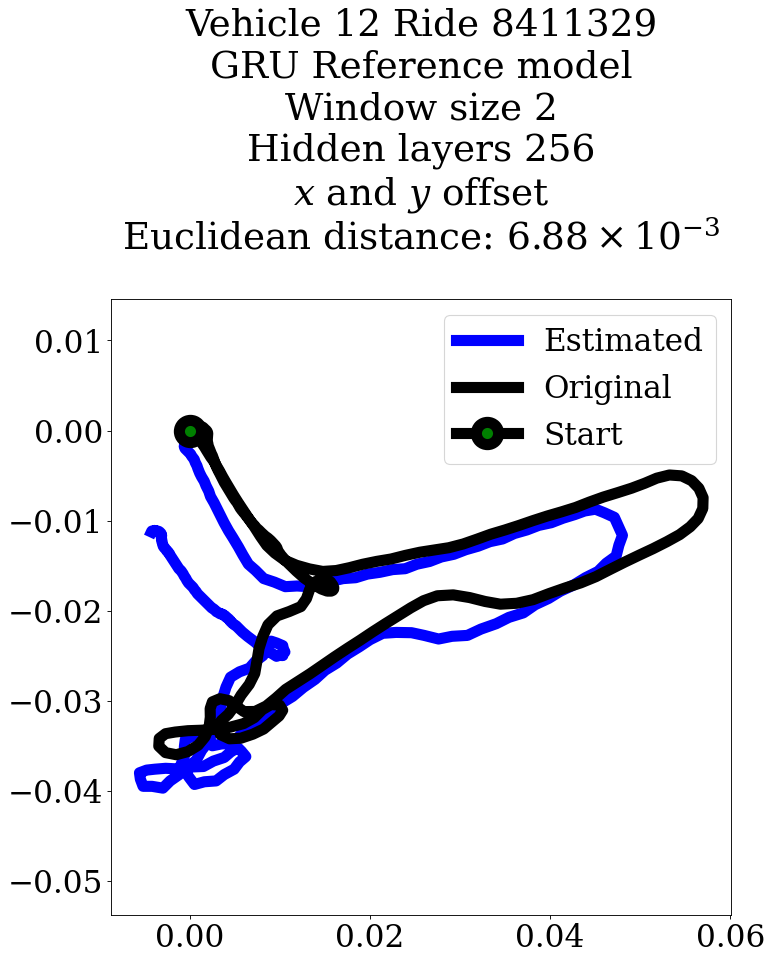 Vehicle 12 Ride 8411329
GRU Reference model
Window size 2
Hidden layers 256
x and y offset
Euclidean distance: 6.88 × 10⁻³
Estimated
Original
Start
0.01
0.00
−0.01
−0.02
−0.03
−0.04
−0.05
0.00 0.02 0.04 0.06